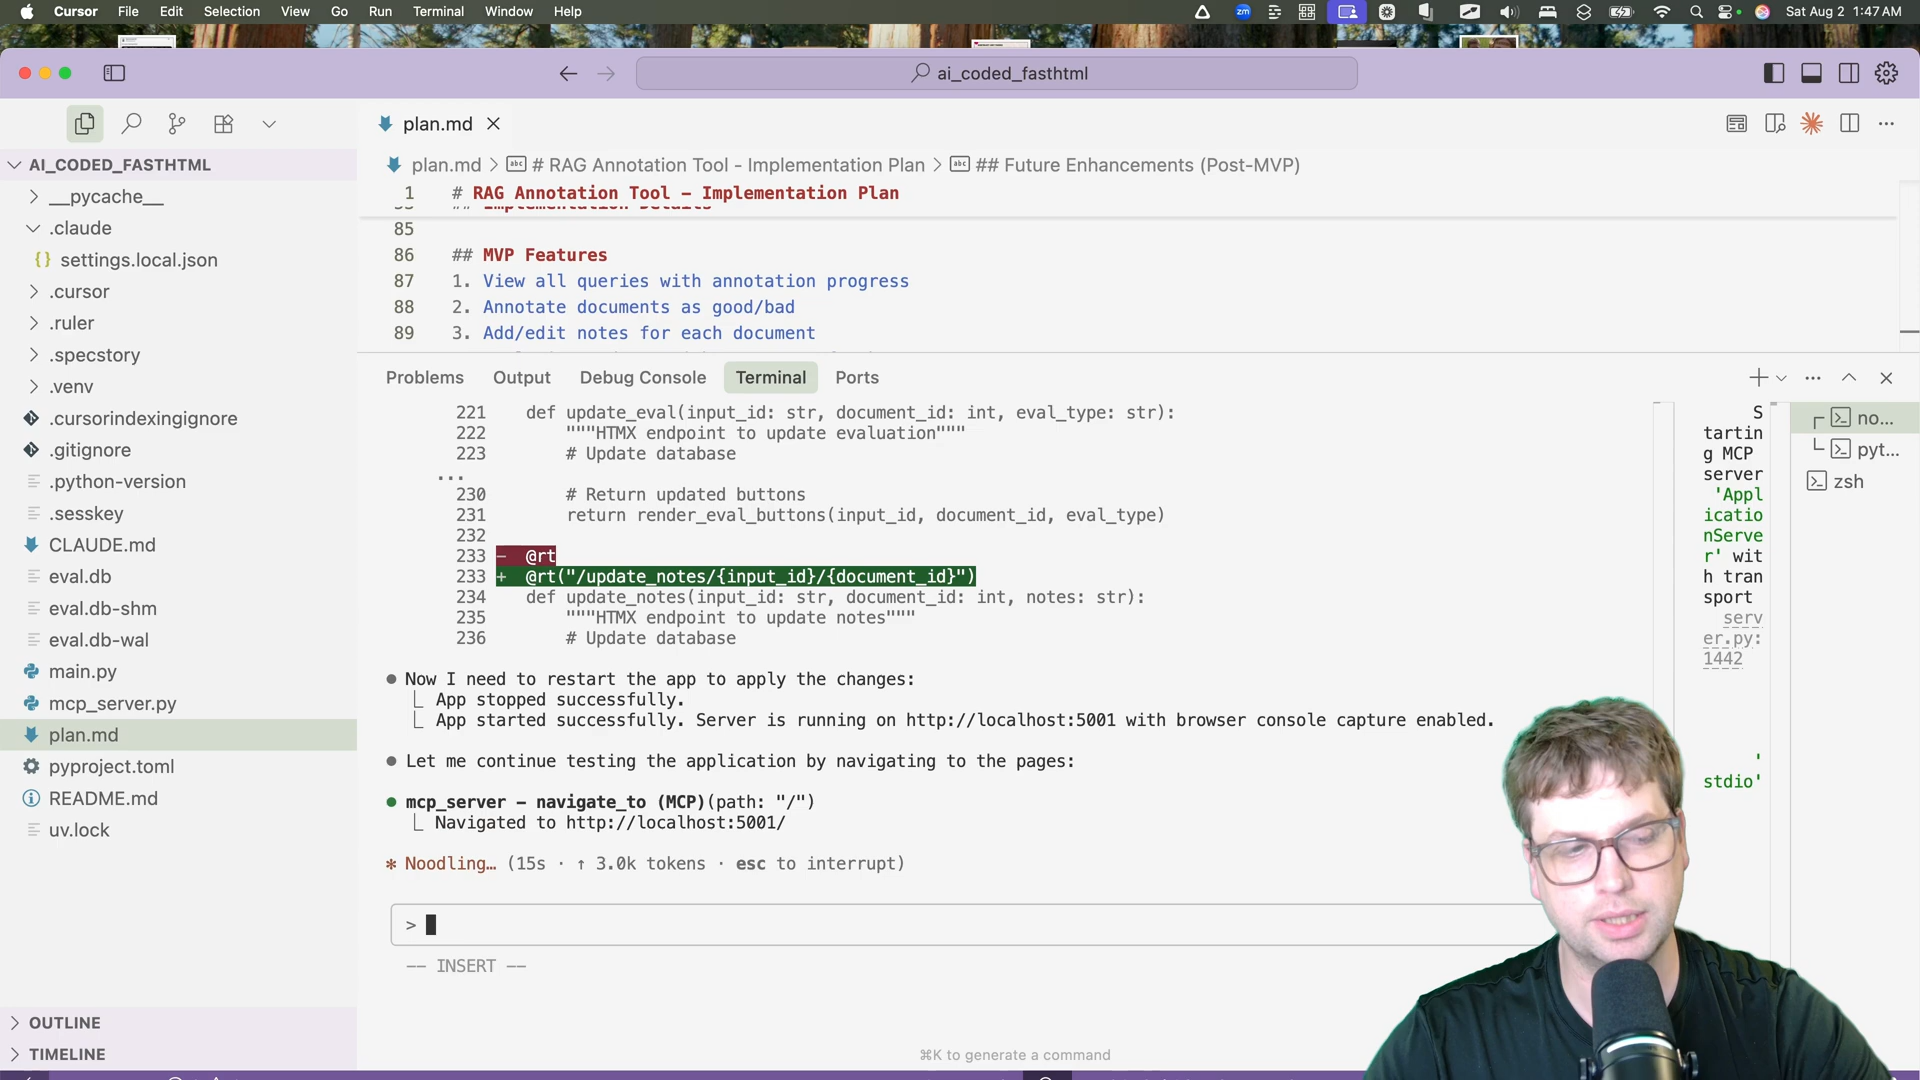 Cursor File Edit Selection View Go Run Terminal Window Help
zm
Sat Aug 2 1:47 AM
ai_coded_fasthtml
plan.md
AI_CODED_FASTHTML
plan.md > # RAG Annotation Tool - Implementation Plan > ## Future Enhancements (Post-MVP)
__pycache__
.claude
settings.local.json
.cursor
.ruler
.specstory
.venv
.cursorindexingignore
.gitignore
.python-version
.sesskey
CLAUDE.md
eval.db
eval.db-shm
eval.db-wal
main.py
mcp_server.py
plan.md
pyproject.toml
README.md
uv.lock
OUTLINE
TIMELINE
1 # RAG Annotation Tool – Implementation Plan
## Implementation Details
85
86 ## MVP Features
87 1. View all queries with annotation progress
88 2. Annotate documents as good/bad
89 3. Add/edit notes for each document
Problems Output Debug Console Terminal Ports
221 def update_eval(input_id: str, document_id: int, eval_type: str):
222 """HTMX endpoint to update evaluation"""
223 # Update database
...
230 # Return updated buttons
231 return render_eval_buttons(input_id, document_id, eval_type)
232
233 - @rt
233 + @rt("/update_notes/{input_id}/{document_id}")
234 def update_notes(input_id: str, document_id: int, notes: str):
235 """HTMX endpoint to update notes"""
236 # Update database
● Now I need to restart the app to apply the changes:
⎿ App stopped successfully.
⎿ App started successfully. Server is running on http://localhost:5001 with browser console capture enabled.
● Let me continue testing the application by navigating to the pages:
● mcp_server – navigate_to (MCP)(path: "/")
⎿ Navigated to http://localhost:5001/
✻ Noodling… (15s · ↑ 3.0k tokens · esc to interrupt)
>
-- INSERT --
⌘K to generate a command
S
tartin
g MCP
server
'Appl
icatio
nServe
r' wit
h tran
sport
serv
er.py:
1442
'
stdio'
no...
pyt...
zsh